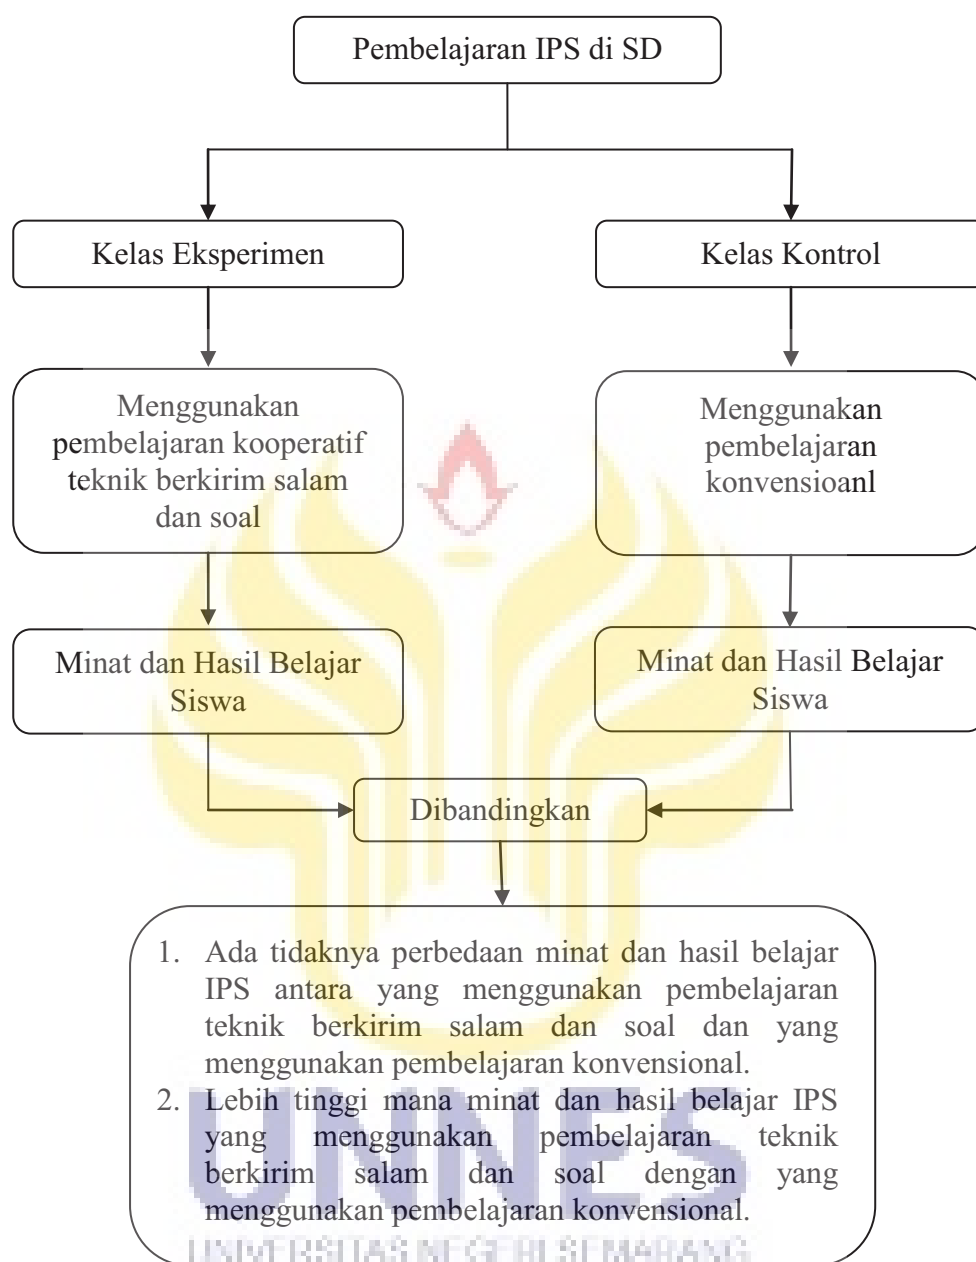 Pembelajaran IPS di SD
Kelas Eksperimen
Kelas Kontrol
Menggunakan
pembelajaran kooperatif
teknik berkirim salam
dan soal
Menggunakan
pembelajaran
konvensioanl
Minat dan Hasil Belajar
Siswa
Minat dan Hasil Belajar
Siswa
Dibandingkan
1. Ada tidaknya perbedaan minat dan hasil belajar
IPS antara yang menggunakan pembelajaran
teknik berkirim salam dan soal dan yang
menggunakan pembelajaran konvensional.
2. Lebih tinggi mana minat dan hasil belajar IPS
yang menggunakan pembelajaran teknik
berkirim salam dan soal dengan yang
menggunakan pembelajaran konvensional.
UNNES
UNIVERSITAS NEGERI SEMARANG